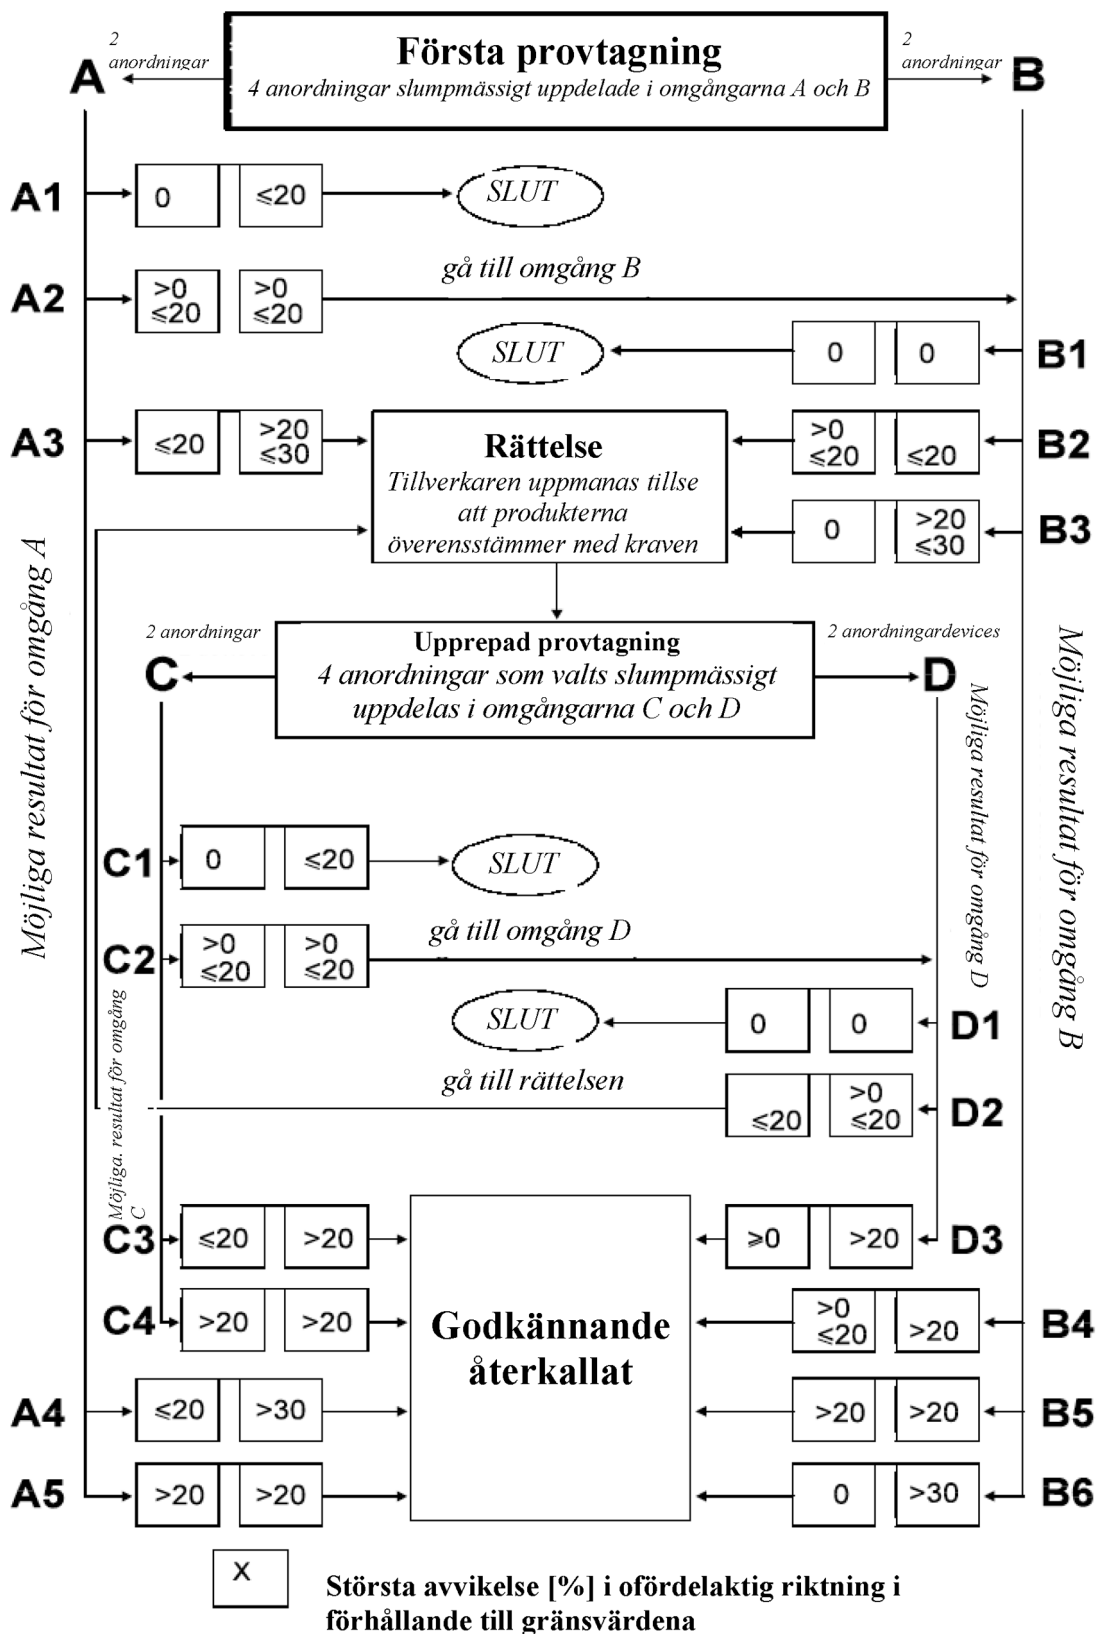 2
anordningar
Första provtagning
4 anordningar slumpmässigt uppdelade i omgångarna A och B
2
anordningar
A
B
A1
0
≤20
SLUT
A2
>0
≤20
>0
≤20
gå till omgång B
SLUT
0
0
B1
A3
≤20
>20
≤30
Rättelse
Tillverkaren uppmanas tillse
att produkterna
överensstämmer med kraven
>0
≤20
≤20
B2
0
>20
≤30
B3
Möjliga resultat för omgång A
Möjliga resultat för omgång B
2 anordningar
Upprepad provtagning
4 anordningar som valts slumpmässigt
uppdelas i omgångarna C och D
2 anordningardevices
C
D
Möjliga resultat för omgång D
C1
0
≤20
SLUT
C2
>0
≤20
>0
≤20
gå till omgång D
SLUT
0
0
D1
gå till rättelsen
≤20
>0
≤20
D2
Möjliga. resultat för omgång
C
C3
≤20
>20
≥0
>20
D3
C4
>20
>20
Godkännande
återkallat
>0
≤20
>20
B4
A4
≤20
>30
>20
>20
B5
A5
>20
>20
0
>30
B6
X
Största avvikelse [%] i ofördelaktig riktning i
förhållande till gränsvärdena